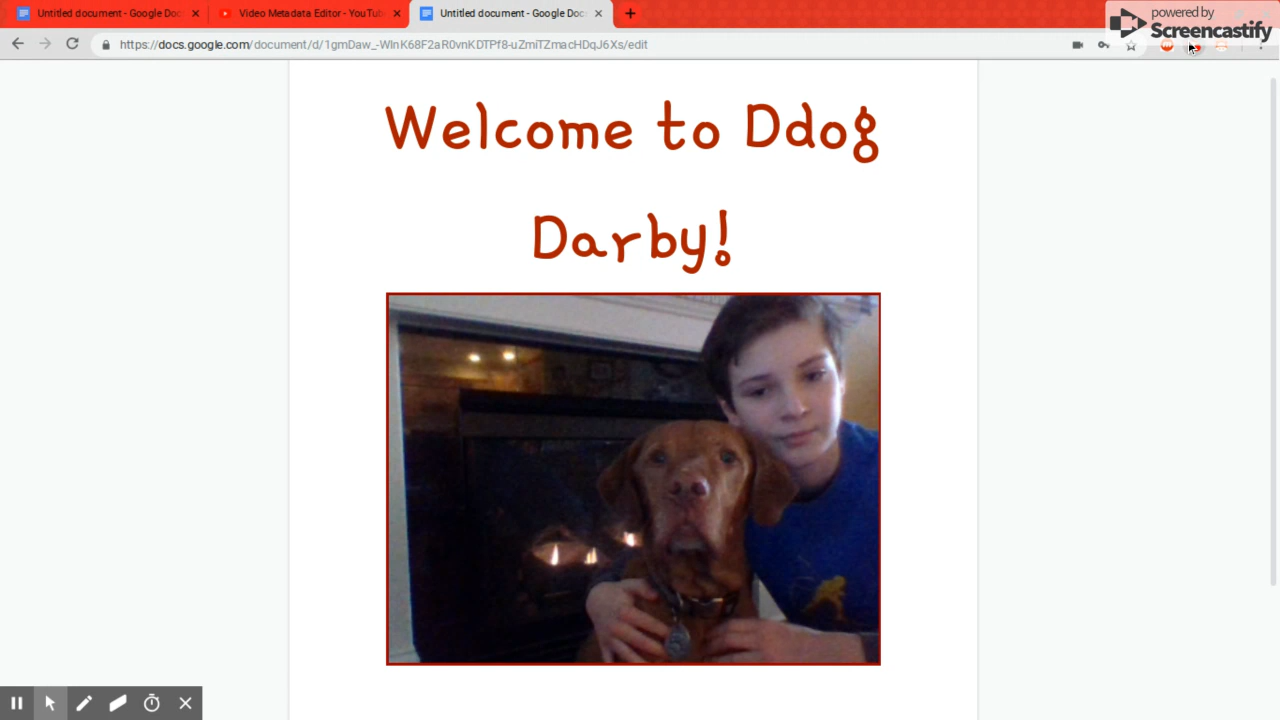 Untitled document - Google Doc
Video Metadata Editor - YouTub
Untitled document - Google Doc
powered by
Screencastify
https://docs.google.com/document/d/1gmDaw_-WlnK68F2aR0vnKDTPf8-uZmiTZmacHDqJ6Xs/edit
Welcome to Ddog
Darby!